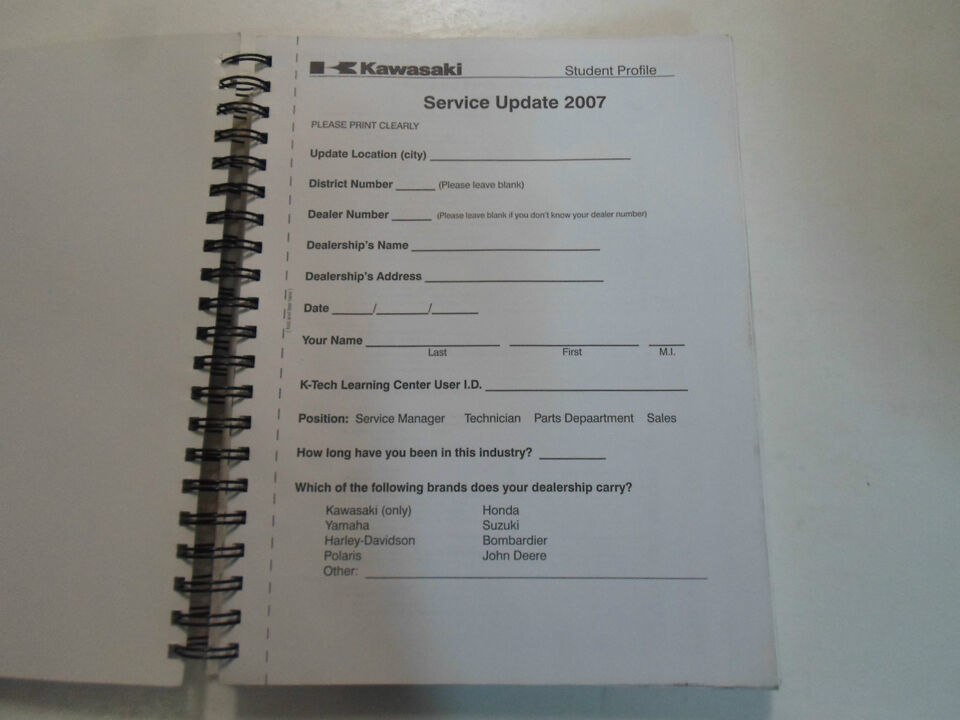 Kawasaki Student Profile
Service Update 2007
PLEASE PRINT CLEARLY
Update Location (city)
District Number (Please leave blank)
Dealer Number (Please leave blank if you don't know your dealer number)
Dealership's Name
Dealership's Address
Date / /
Your Name
Last First M.I.
K-Tech Learning Center User I.D.
Position: Service Manager Technician Parts Depaartment Sales
How long have you been in this industry?
Which of the following brands does your dealership carry?
Kawasaki (only) Honda
Yamaha Suzuki
Harley-Davidson Bombardier
Polaris John Deere
Other: